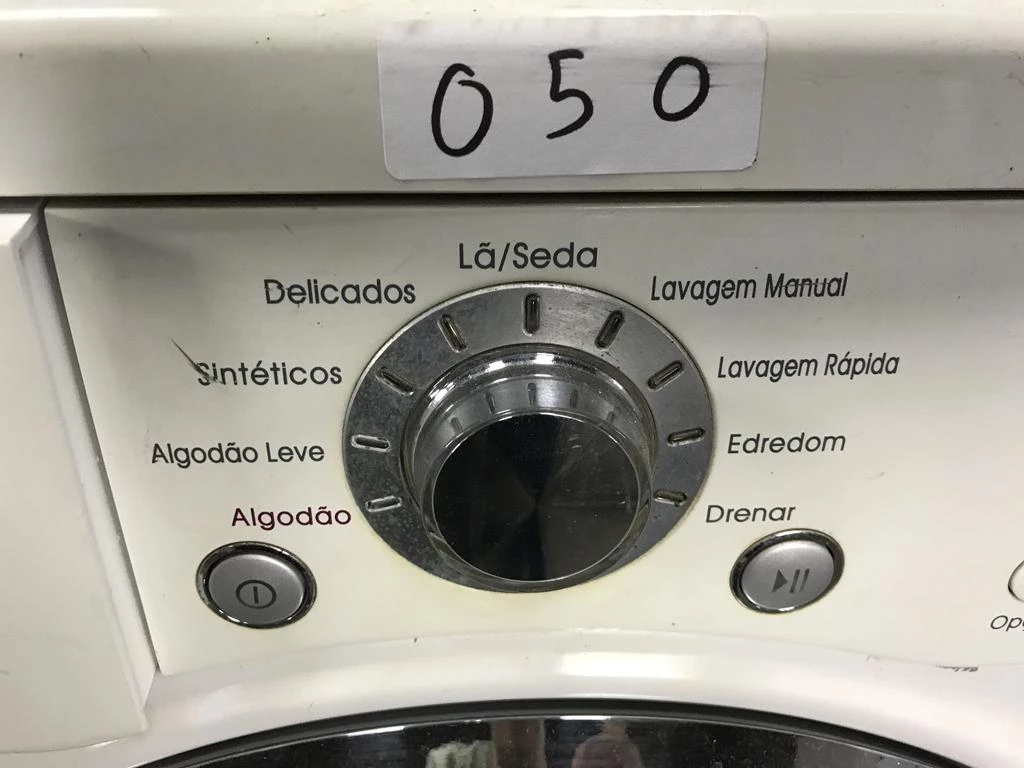 050
Lã/Seda
Delicados
Lavagem Manual
Sintéticos
Lavagem Rápida
Algodão Leve
Edredom
Algodão
Drenar